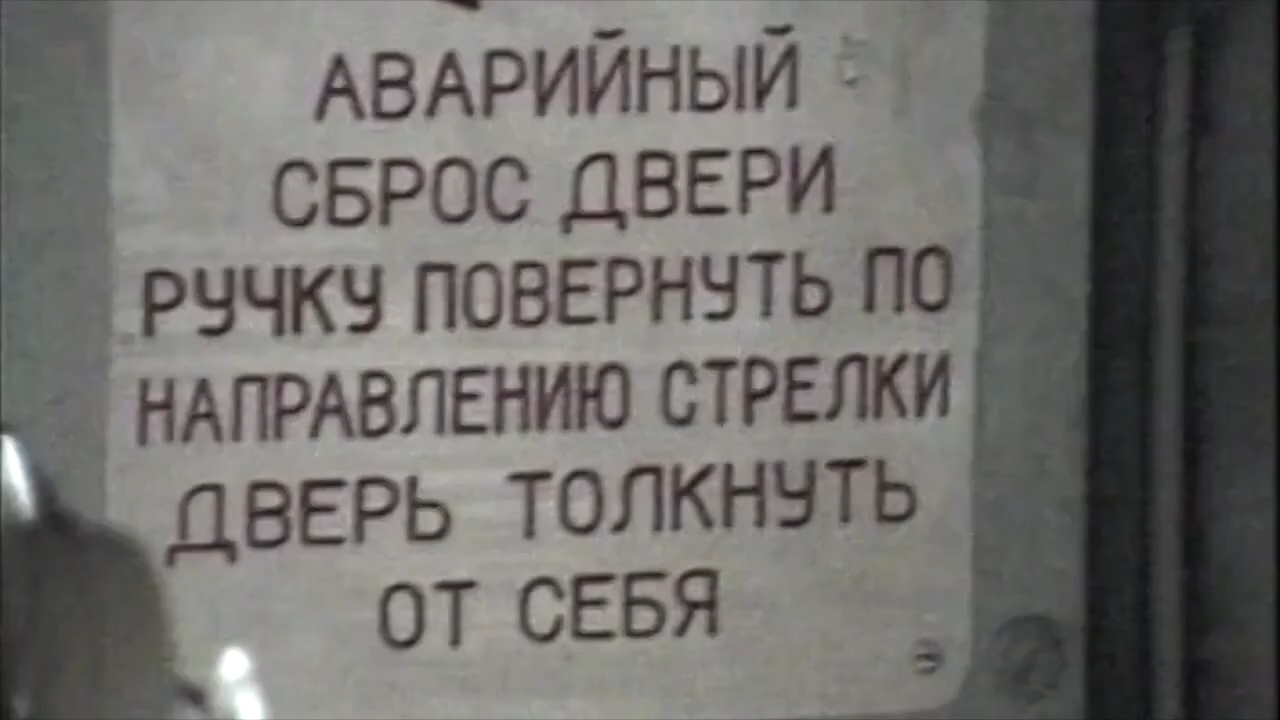 АВАРИЙНЫЙ
СБРОС ДВЕРИ
РУЧКУ ПОВЕРНУТЬ ПО
НАПРАВЛЕНИЮ СТРЕЛКИ
ДВЕРЬ ТОЛКНУТЬ
ОТ СЕБЯ